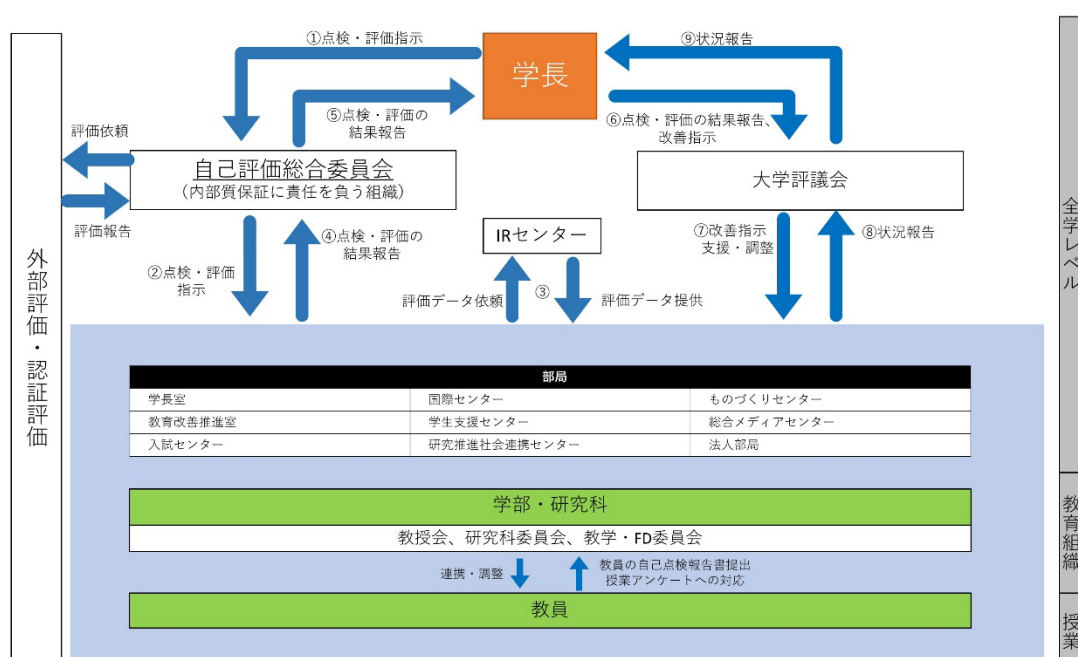 ①点検・評価指示
学長
⑨状況報告
⑤点検・評価の
結果報告
⑥点検・評価の結果報告、
改善指示
評価依頼
自己評価総合委員会
(内部質保証に責任を負う組織)
大学評議会
評価報告
②点検・評価
指示
④点検・評価の
結果報告
IRセンター
⑦改善指示
支援・調整
⑧状況報告
評価データ依頼
③
評価データ提供
外部評価・認証評価
全学レベル
部局
学長室
国際センター
ものづくりセンター
教育改善推進室
学生支援センター
総合メディアセンター
入試センター
研究推進社会連携センター
法人部局
学部・研究科
教授会、研究科委員会、教学・FD委員会
教育組織
連携・調整
教員の自己点検報告書提出
授業アンケートへの対応
教員
授業